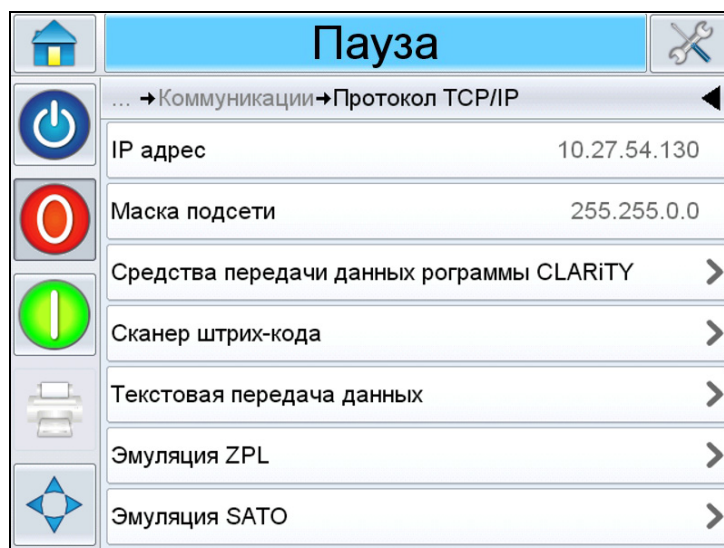 Пауза
... →Коммуникации→Протокол TCP/IP
IP адрес 10.27.54.130
Маска подсети 255.255.0.0
Средства передачи данных рограммы CLARiTY
Сканер штрих-кода
Текстовая передача данных
Эмуляция ZPL
Эмуляция SATO